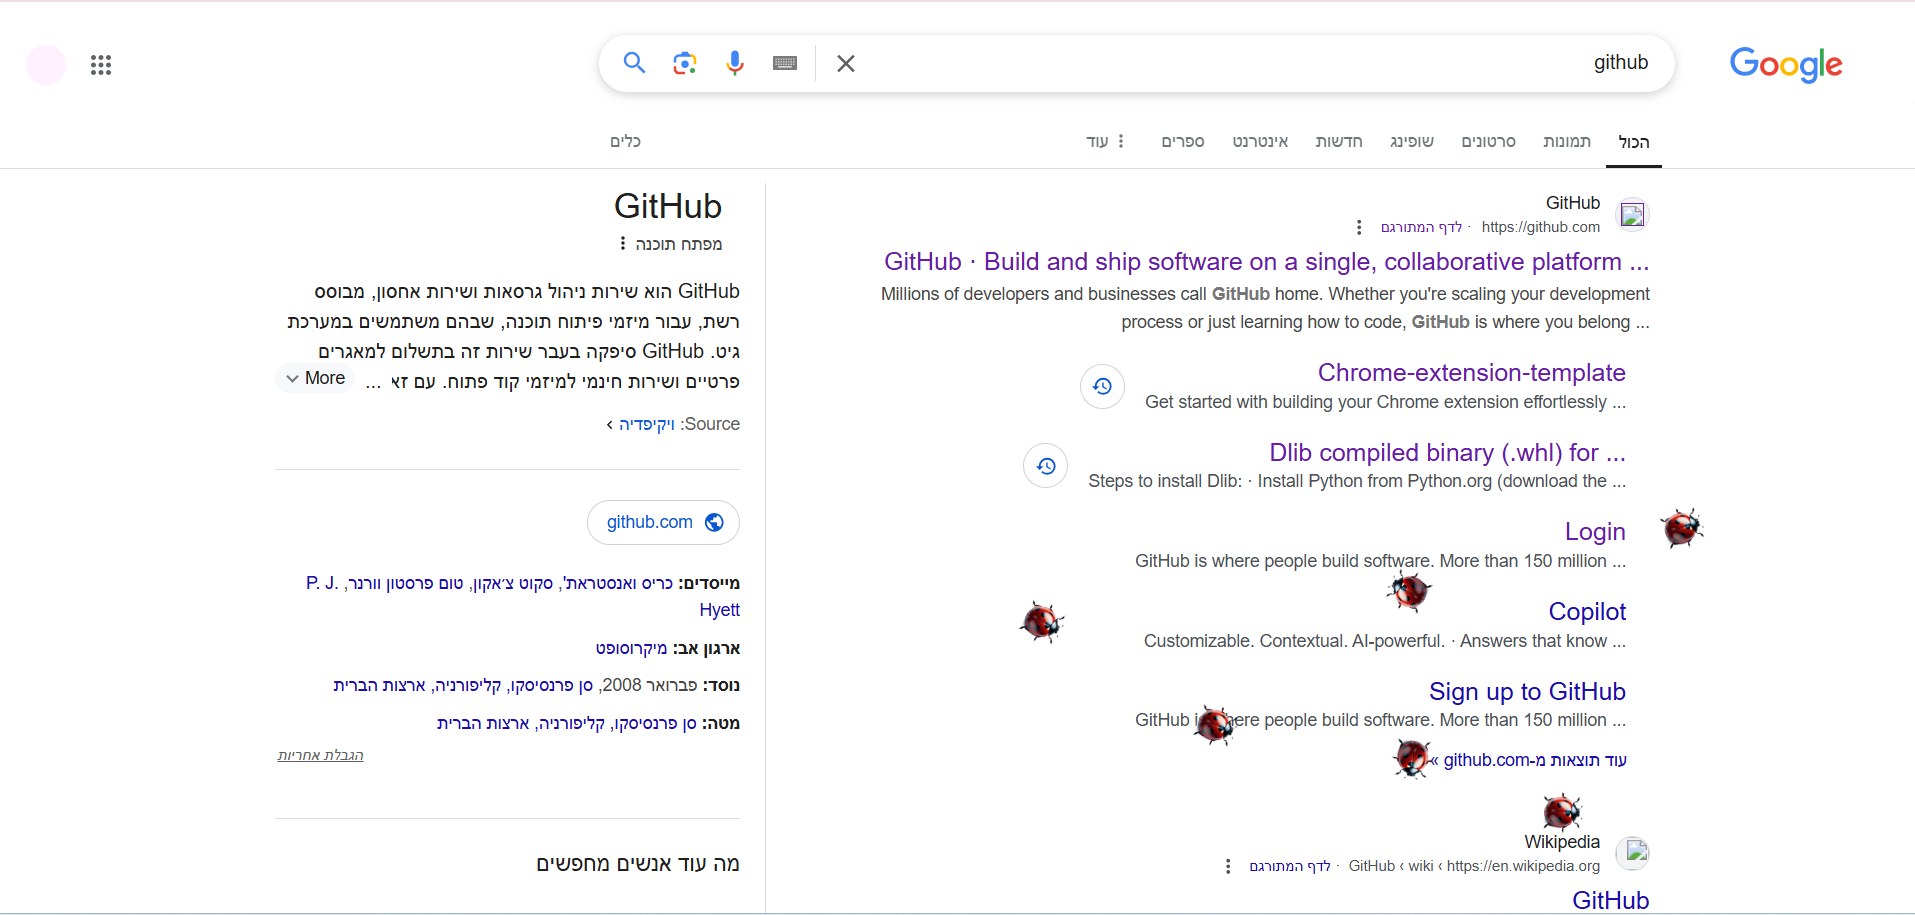 github
Google
הכול
תמונות
סרטונים
שופינג
חדשות
אינטרנט
ספרים
עוד
כלים
GitHub
https://github.com · לדף המתורגם
GitHub · Build and ship software on a single, collaborative platform ...
Millions of developers and businesses call GitHub home. Whether you're scaling your development
process or just learning how to code, GitHub is where you belong ...
Chrome-extension-template
Get started with building your Chrome extension effortlessly ...
Dlib compiled binary (.whl) for ...
Steps to install Dlib: · Install Python from Python.org (download the ...
Login
GitHub is where people build software. More than 150 million ...
Copilot
Customizable. Contextual. AI-powerful. · Answers that know ...
Sign up to GitHub
GitHub is where people build software. More than 150 million ...
עוד תוצאות מ-github.com »
Wikipedia
https://en.wikipedia.org › wiki › GitHub · לדף המתורגם
GitHub
GitHub
מפתח תוכנה
GitHub הוא שירות ניהול גרסאות ושירות אחסון, מבוסס
רשת, עבור מיזמי פיתוח תוכנה, שבהם משתמשים במערכת
גיט. GitHub סיפקה בעבר שירות זה בתשלום למאגרים
פרטיים ושירות חינמי למיזמי קוד פתוח. עם זא ... More
Source: ויקיפדיה
github.com
מייסדים: כריס ואנסטראת', סקוט צ׳אקון, טום פרסטון וורנר, P. J.
Hyett
ארגון אב: מיקרוסופט
נוסד: פברואר 2008, סן פרנסיסקו, קליפורניה, ארצות הברית
מטה: סן פרנסיסקו, קליפורניה, ארצות הברית
הגבלת אחריות
מה עוד אנשים מחפשים